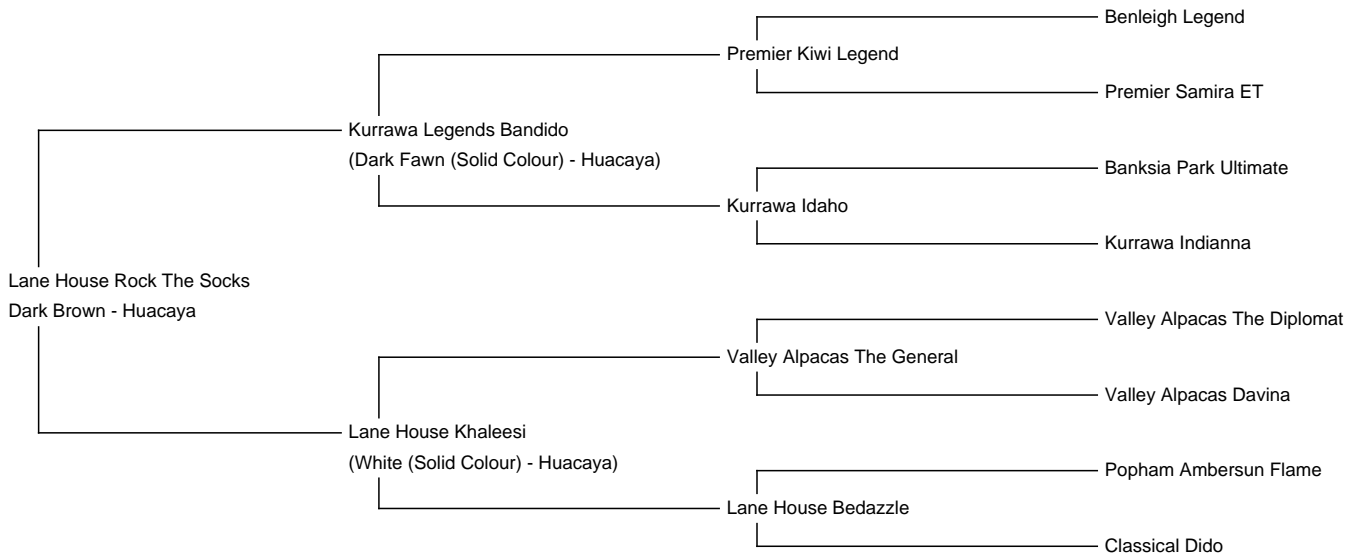 Benleigh Legend
Premier Kiwi Legend
Premier Samira ET
Kurrawa Legends Bandido
(Dark Fawn (Solid Colour) - Huacaya)
Banksia Park Ultimate
Kurrawa Idaho
Kurrawa Indianna
Lane House Rock The Socks
Dark Brown - Huacaya
Valley Alpacas The Diplomat
Valley Alpacas The General
Valley Alpacas Davina
Lane House Khaleesi
(White (Solid Colour) - Huacaya)
Popham Ambersun Flame
Lane House Bedazzle
Classical Dido